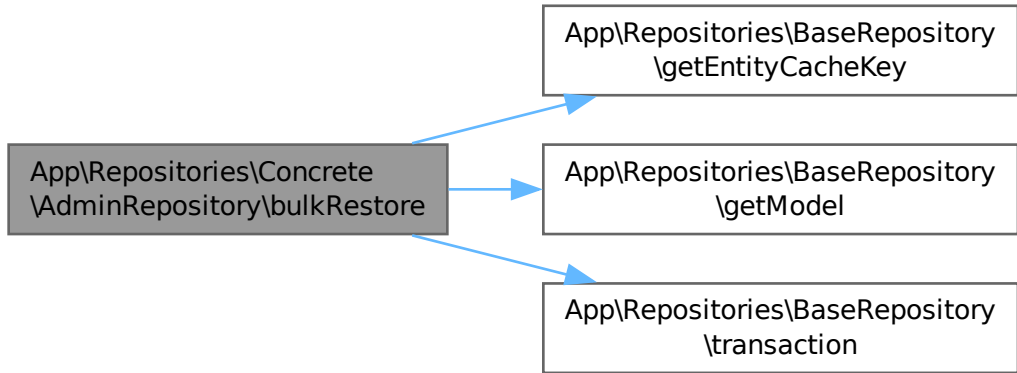 App\Repositories\Concrete
\AdminRepository\bulkRestore
App\Repositories\BaseRepository
\getEntityCacheKey
App\Repositories\BaseRepository
\getModel
App\Repositories\BaseRepository
\transaction